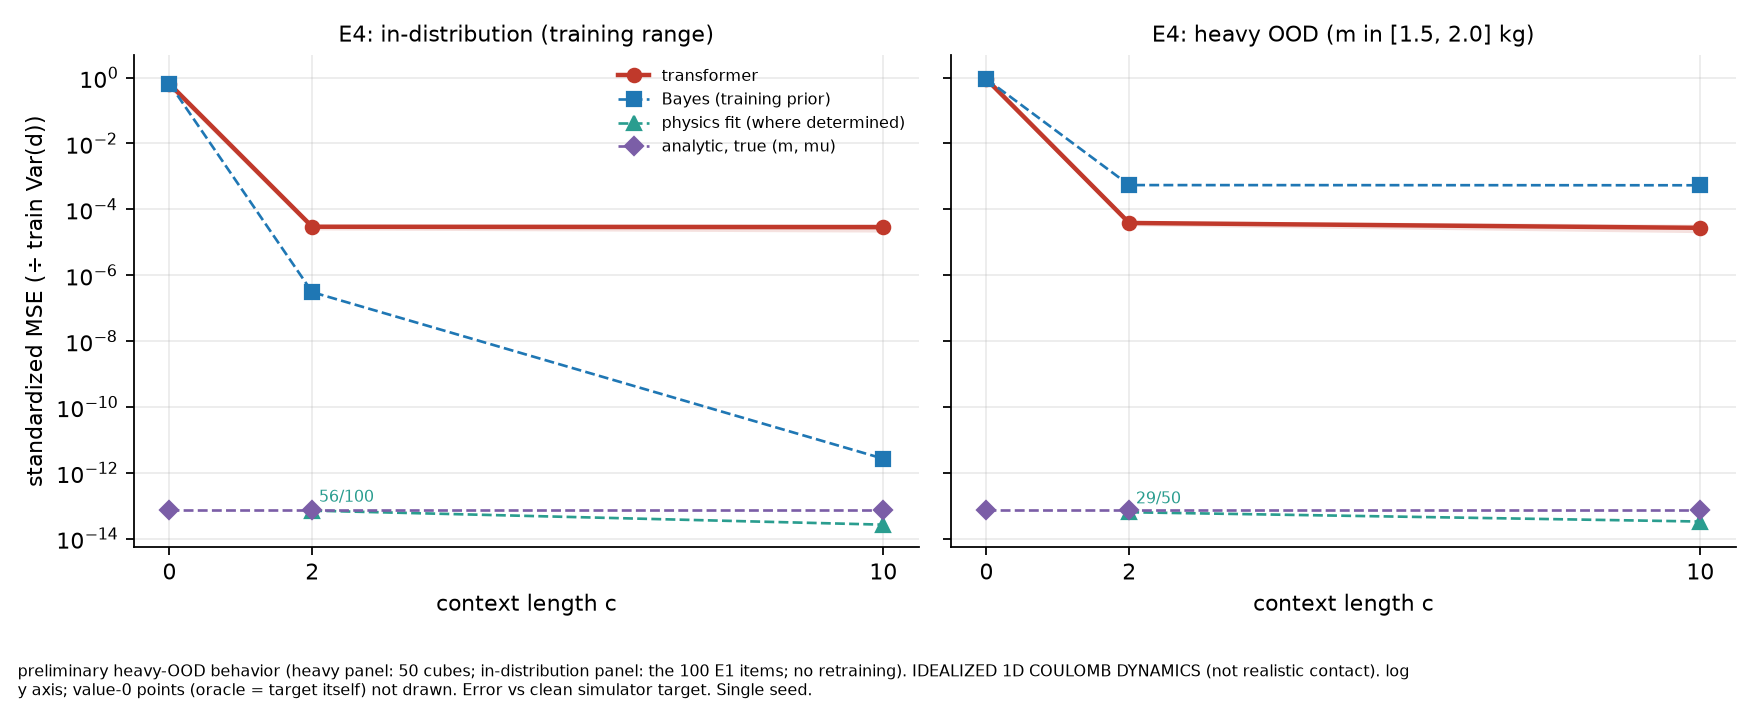 E4: in-distribution (training range)
E4: heavy OOD (m in [1.5, 2.0] kg)
standardized MSE (÷ train Var(d))
10⁰
10⁻²
10⁻⁴
10⁻⁶
10⁻⁸
10⁻¹⁰
10⁻¹²
10⁻¹⁴
transformer
Bayes (training prior)
physics fit (where determined)
analytic, true (m, mu)
56/100
29/50
0 2 10
0 2 10
context length c
context length c
preliminary heavy-OOD behavior (heavy panel: 50 cubes; in-distribution panel: the 100 E1 items; no retraining). IDEALIZED 1D COULOMB DYNAMICS (not realistic contact). log
y axis; value-0 points (oracle = target itself) not drawn. Error vs clean simulator target. Single seed.